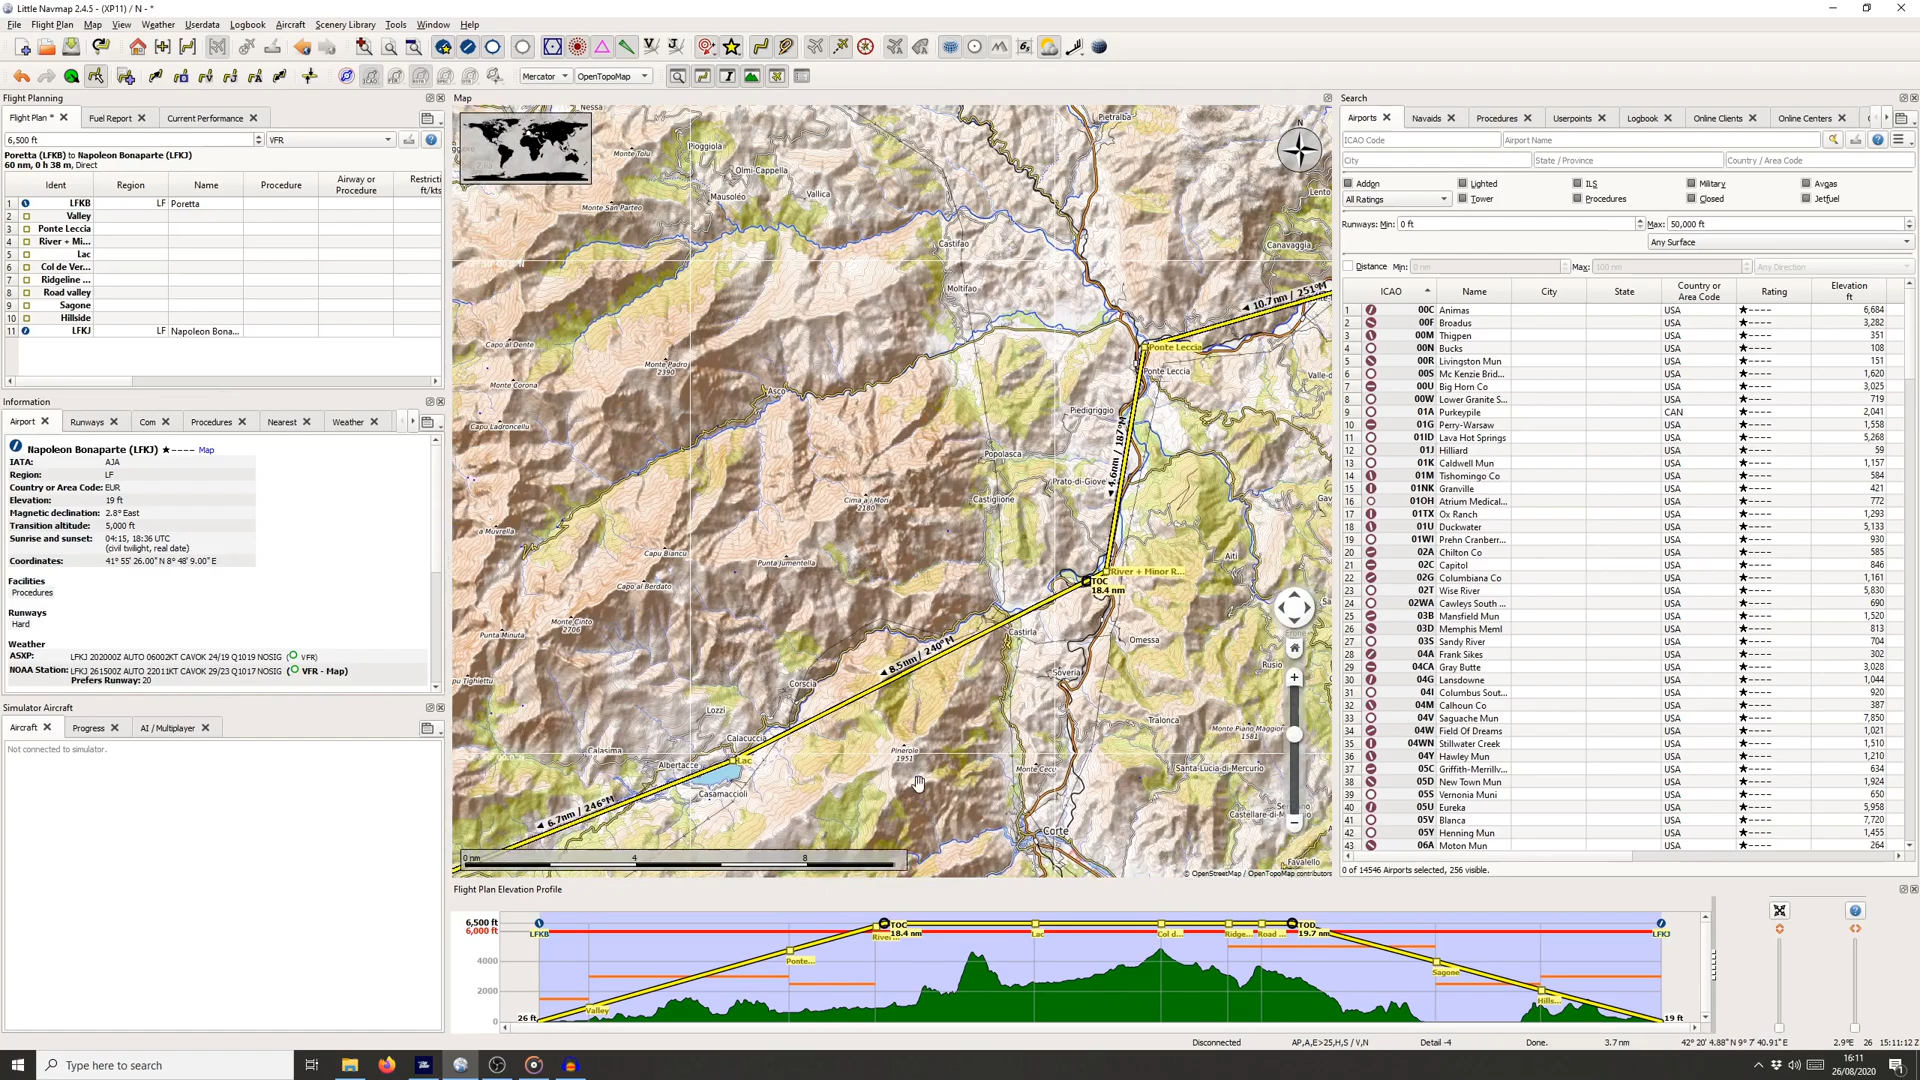 Little Navmap 2.4.5 - (XP11) / N - *
File Flight Plan Map View Weather Userdata Logbook Aircraft Scenery Library Tools Window Help
Mercator OpenTopoMap
Flight Planning
Flight Plan * Fuel Report Current Performance
6,500 ft VFR
Poretta (LFKB) to Napoleon Bonaparte (LFKJ)
60 nm, 0 h 38 m, Direct
Ident Region Name Procedure Airway or Procedure Restricti ft/kts
1 LFKB LF Poretta
2 Valley
3 Ponte Leccia
4 River + Mi...
5 Lac
6 Col de Ver...
7 Ridgeline ...
8 Road valley
9 Sagone
10 Hillside
11 LFKJ LF Napoleon Bona...
Information
Airport Runways Com Procedures Nearest Weather
Napoleon Bonaparte (LFKJ) ★---- Map
IATA: AJA
Region: LF
Country or Area Code: EUR
Elevation: 19 ft
Magnetic declination: 2.8° East
Transition altitude: 5,000 ft
Sunrise and sunset: 04:15, 18:36 UTC
(civil twilight, real date)
Coordinates: 41° 55' 26.00" N 8° 48' 9.00" E
Facilities
Procedures
Runways
Hard
Weather
ASXP: LFKJ 202000Z AUTO 06002KT CAVOK 24/19 Q1019 NOSIG ( VFR)
NOAA Station: LFKJ 261500Z AUTO 22011KT CAVOK 29/23 Q1017 NOSIG ( VFR - Map)
Prefers Runway: 20
Simulator Aircraft
Aircraft Progress AI / Multiplayer
Not connected to simulator.
Map
Nessa
Pietralba
Pioggiola
Monte Tolu
Olmi-Cappella
Mausoléo
Vallica
Monte San Parteo
Lento
Castifao
Canavaggia
Moltifao
10.7nm / 251°M
Capo al Dente
Ponte Leccia
Monte Padro
2390
Ponte Leccia
Monte Corona
Asco
Piedigriggio
Capu Ladroncellu
Popolasca
4.6nm / 187°M
Prato-di-Giove
Castiglione
Cima a i Mori
2180
a Muvrella
Capu Biancu
Punta Jumentella
Aiti
Capo al Berdato
River + Minor R...
TOC
18.4 nm
Monte Cinto
2706
Punta Minuta
Castirla
Omessa
8.5nm / 240°M
Rusio
Soveria
pu Tighiettu
Corscia
Lozzi
Tralonca
Monte Piano Maggior
1581
Calacuccia
Calasima
Pinerole
1951
Lac
Albertacce
Monte Cecu
Santa-Lucia-di-Mercurio
Casamaccioli
6.7nm / 246°M
Castellare-di-Mercurio
Corte
Favalello
0 nm 4 8
© OpenStreetMap / OpenTopoMap contributors
Flight Plan Elevation Profile
6,500 ft
6,000 ft
4000
2000
0
26 ft
LFKB
Valley
Ponte...
River...
TOC
18.4 nm
Lac
Col d...
Ridge...
Road ...
TOD
19.7 nm
Sagone
Hills...
LFKJ
19 ft
Search
Airports Navaids Procedures Userpoints Logbook Online Clients Online Centers
ICAO Code Airport Name
City State / Province Country / Area Code
Addon Lighted ILS Military Avgas
All Ratings Tower Procedures Closed Jetfuel
Runways: Min: 0 ft Max: 50,000 ft
Any Surface
Distance Min: 0 nm Max: 100 nm Any Direction
ICAO Name City State Country or Area Code Rating Elevation ft
1 00C Animas USA ★---- 6,684
2 00F Broadus USA ★---- 3,282
3 00M Thigpen USA ★---- 351
4 00N Bucks USA ★---- 108
5 00R Livingston Mun USA ★---- 151
6 00S Mc Kenzie Brid... USA ★---- 1,620
7 00U Big Horn Co USA ★---- 3,025
8 00W Lower Granite S... USA ★---- 719
9 01A Purkeypile CAN ★---- 2,041
10 01G Perry-Warsaw USA ★---- 1,558
11 01ID Lava Hot Springs USA ★---- 5,268
12 01J Hilliard USA ★---- 59
13 01K Caldwell Mun USA ★---- 1,157
14 01M Tishomingo Co USA ★---- 584
15 01NK Granville USA ★---- 421
16 01OH Atrium Medical... USA ★---- 772
17 01TX Ox Ranch USA ★---- 1,293
18 01U Duckwater USA ★---- 5,133
19 01WI Prehn Cranberr... USA ★---- 930
20 02A Chilton Co USA ★---- 585
21 02C Capitol USA ★---- 846
22 02G Columbiana Co USA ★---- 1,161
23 02T Wise River USA ★---- 5,830
24 02WA Cawleys South ... USA ★---- 690
25 03B Mansfield Mun USA ★---- 1,520
26 03D Memphis Meml USA ★---- 813
27 03S Sandy River USA ★---- 704
28 04A Frank Sikes USA ★---- 302
29 04CA Gray Butte USA ★---- 3,028
30 04G Lansdowne USA ★---- 1,044
31 04I Columbus Sout... USA ★---- 920
32 04M Calhoun Co USA ★---- 387
33 04V Saguache Mun USA ★---- 7,850
34 04W Field Of Dreams USA ★---- 1,021
35 04WN Stillwater Creek USA ★---- 1,510
36 04Y Hawley Mun USA ★---- 1,210
37 05C Griffith-Merrillv... USA ★---- 634
38 05D New Town Mun USA ★---- 1,924
39 05S Vernonia Muni USA ★---- 650
40 05U Eureka USA ★---- 5,958
41 05V Blanca USA ★---- 7,720
42 05Y Henning Mun USA ★---- 1,455
43 06A Moton Mun USA ★---- 264
0 of 14546 Airports selected, 256 visible.
Disconnected AP,A,E>25,H,S / V,N Detail -4 Done. 3.7 nm 42° 20' 4.88" N 9° 7' 40.91" E 2.9°E 26 15:11:12 Z
Type here to search
16:11
26/08/2020